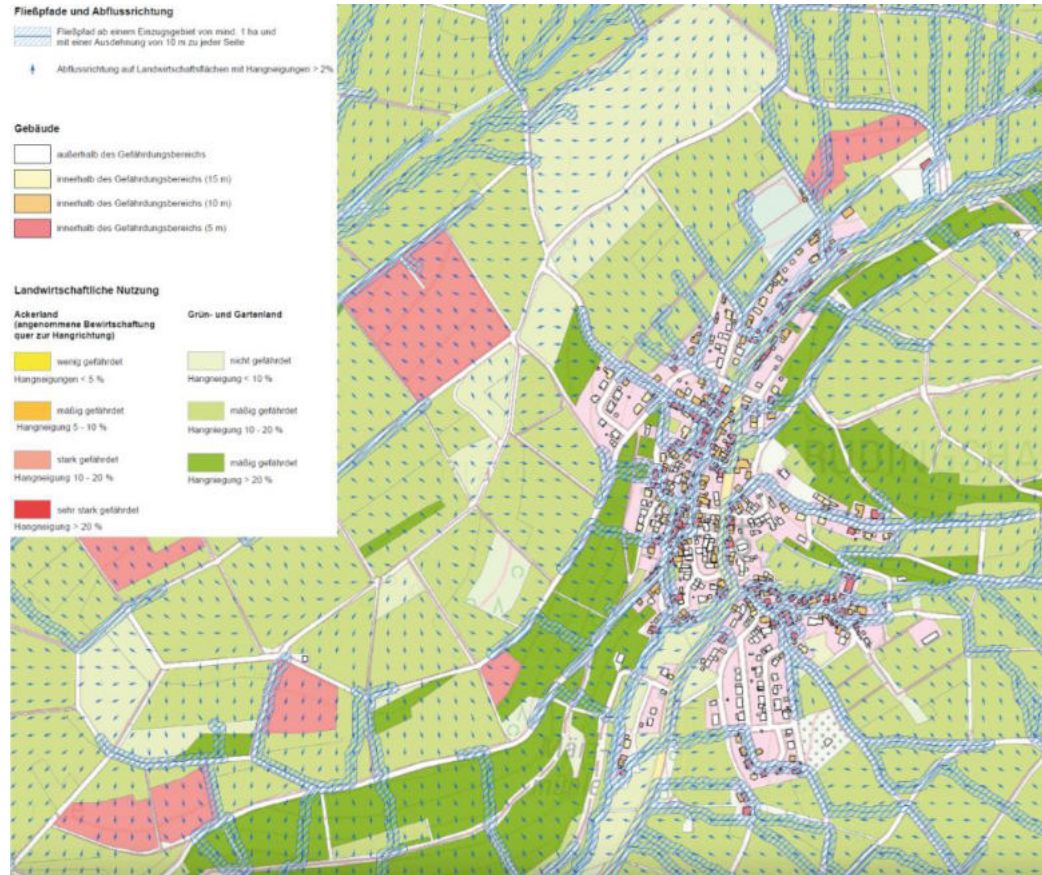 Fließpfade und Abflussrichtung
Fließpfad ab einem Einzugsgebiet von mind. 1 ha und
mit einer Ausdehnung von 10 m zu jeder Seite
Abflussrichtung auf Landwirtschaftsflächen mit Hangneigungen > 2%
Gebäude
außerhalb des Gefährdungsbereichs
innerhalb des Gefährdungsbereichs (15 m)
innerhalb des Gefährdungsbereichs (10 m)
innerhalb des Gefährdungsbereichs (5 m)
Landwirtschaftliche Nutzung
Ackerland
(angenommene Bewirtschaftung
quer zur Hangrichtung)
wenig gefährdet
Hangneigungen < 5 %
mäßig gefährdet
Hangneigung 5 - 10 %
stark gefährdet
Hangneigung 10 - 20 %
sehr stark gefährdet
Hangneigung > 20 %
Grün- und Gartenland
nicht gefährdet
Hangneigung < 10 %
mäßig gefährdet
Hangniegung 10 - 20 %
mäßig gefährdet
Hangneigung > 20 %